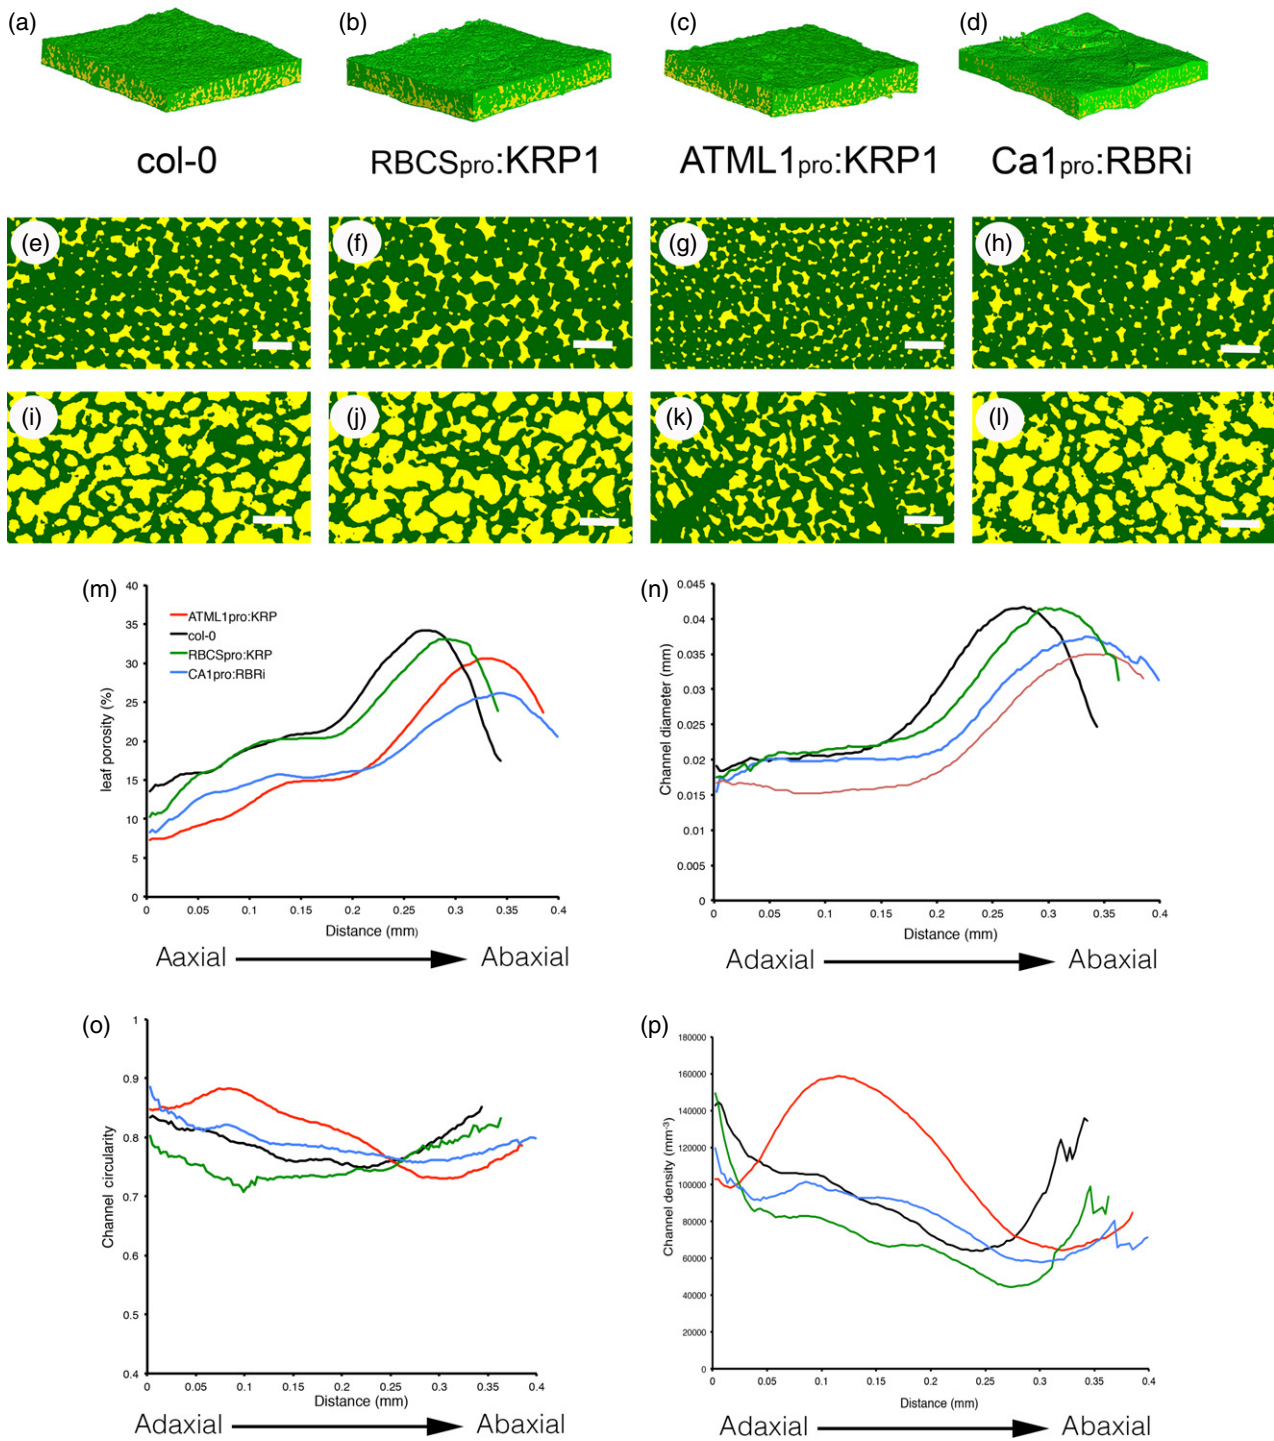 (a)
(b)
(c)
(d)
col-0
RBCSpro:KRP1
ATML1pro:KRP1
Ca1pro:RBRi
(e)
(f)
(g)
(h)
(i)
(j)
(k)
(l)
(m)
40
35
30
25
20
15
10
5
0
leaf porosity (%)
ATML1pro:KRP
col-0
RBCSpro:KRP
CA1pro:RBRi
0 0.05 0.1 0.15 0.2 0.25 0.3 0.35 0.4
Distance (mm)
Aaxial
Abaxial
(n)
0.045
0.04
0.035
0.03
0.025
0.02
0.015
0.01
0.005
0
Channel diameter (mm)
0 0.05 0.1 0.15 0.2 0.25 0.3 0.35 0.4
Distance (mm)
Adaxial
Abaxial
(o)
1
0.9
0.8
0.7
0.6
0.5
0.4
Channel circularity
0 0.05 0.1 0.15 0.2 0.25 0.3 0.35 0.4
Distance (mm)
Adaxial
Abaxial
(p)
180000
160000
140000
120000
100000
80000
60000
40000
20000
0
Channel density (mm-3)
0 0.05 0.1 0.15 0.2 0.25 0.3 0.35 0.4
Distance (mm)
Adaxial
Abaxial